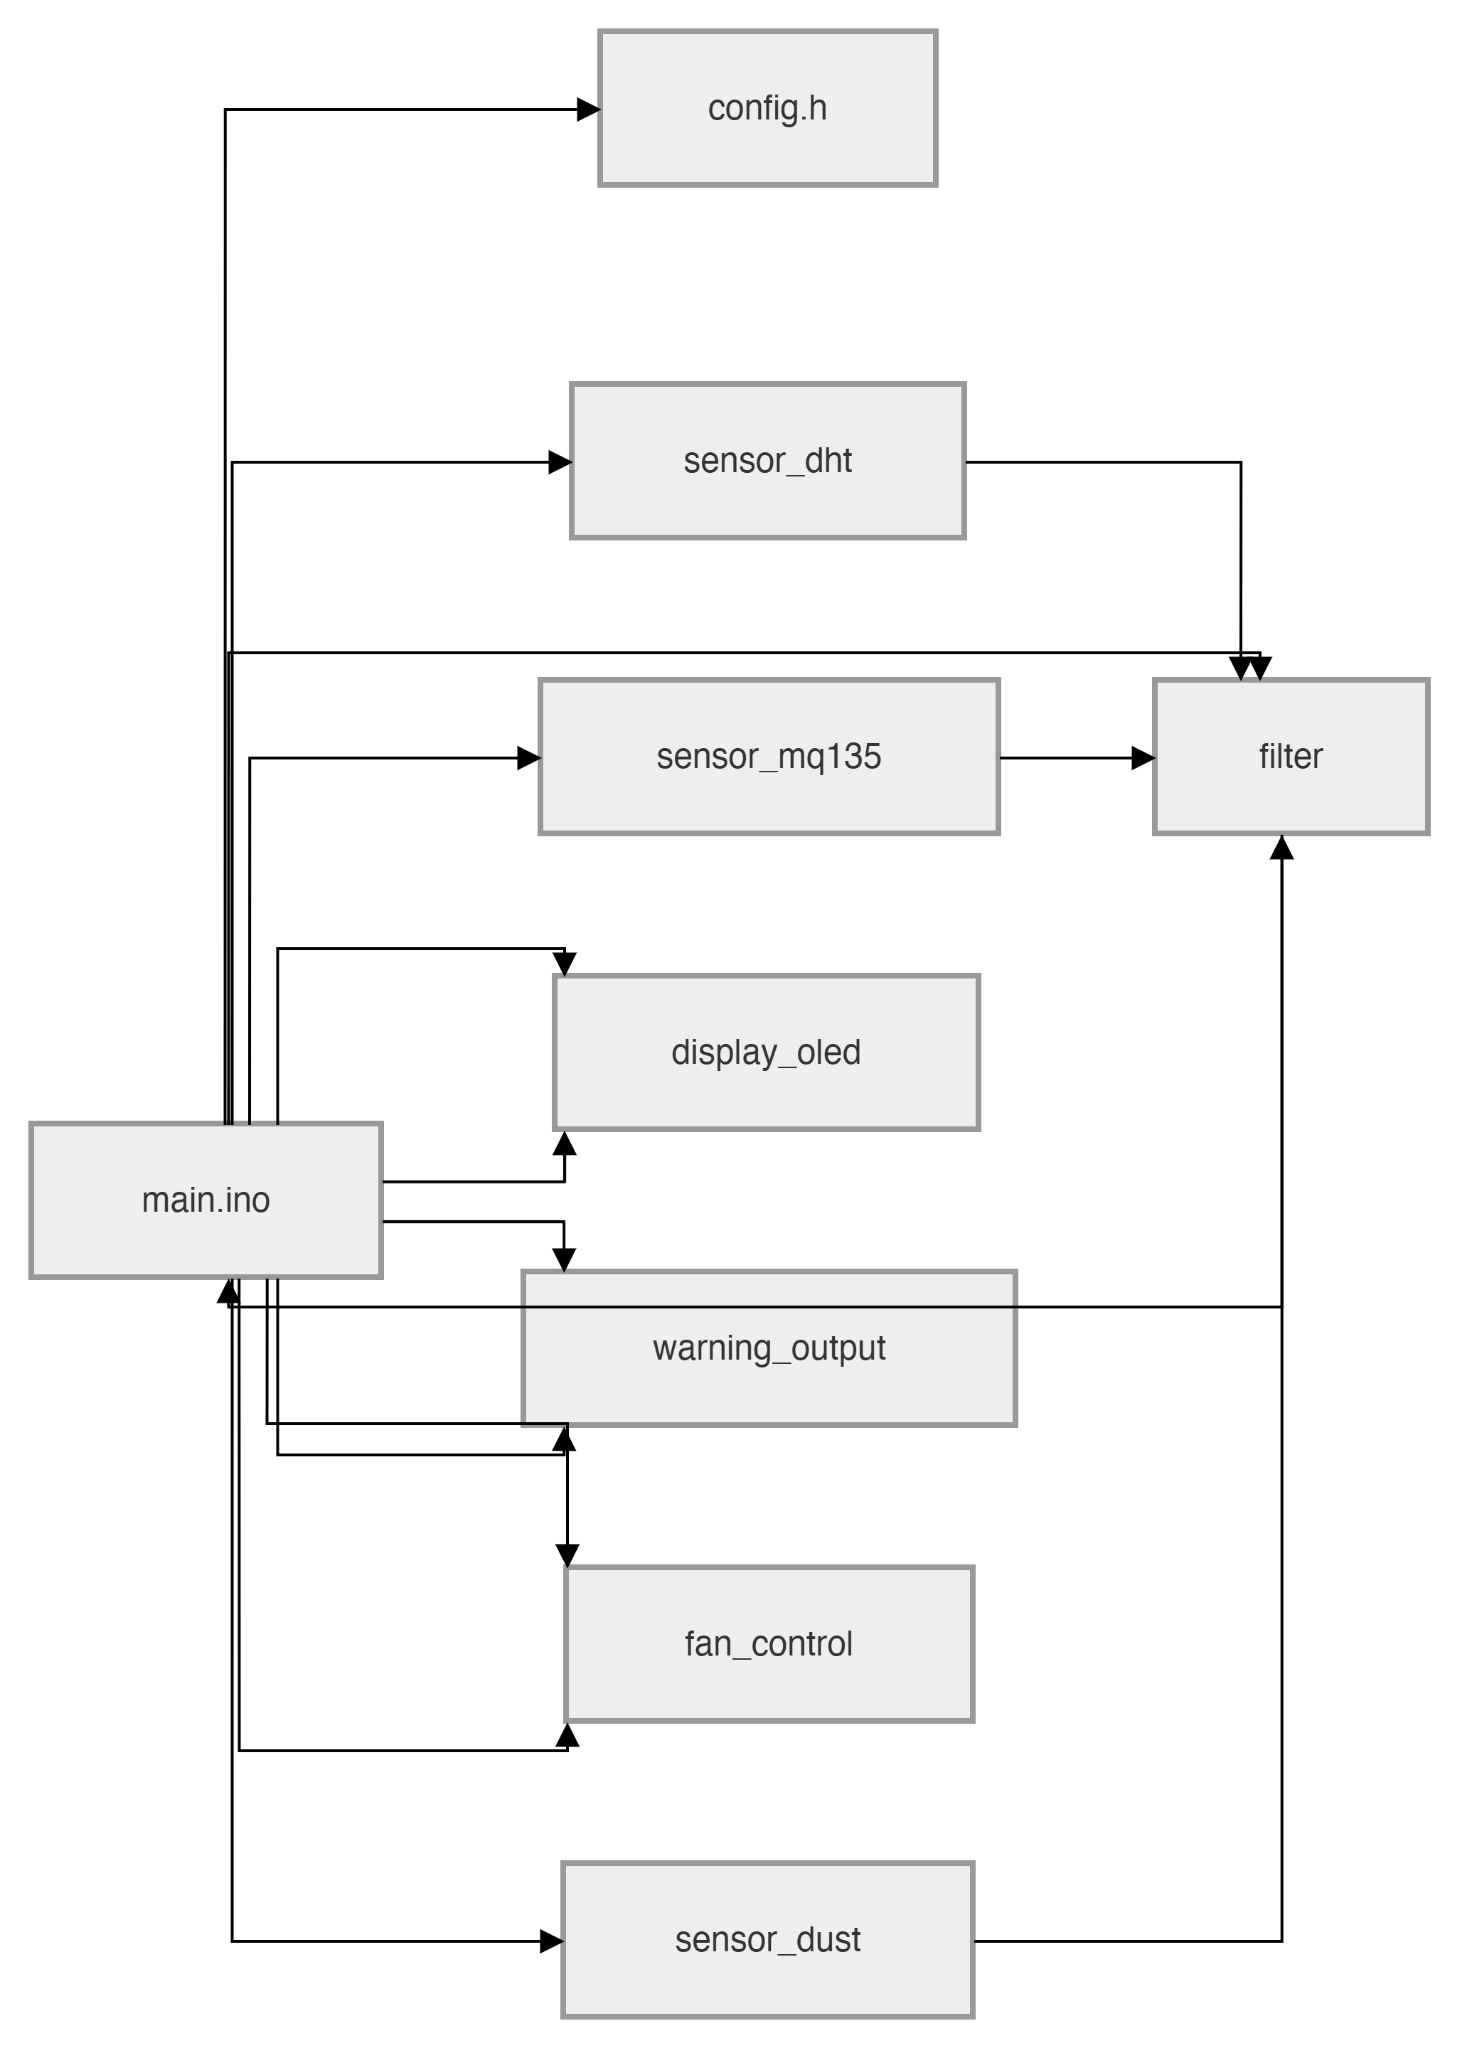 config.h
sensor_dht
sensor_mq135
filter
display_oled
main.ino
warning_output
fan_control
sensor_dust